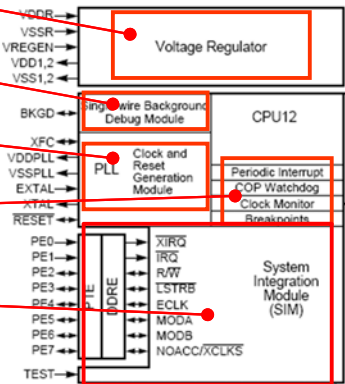 VDDR
VSSR
VREGEN
VDD1,2
VSS1,2
Voltage Regulator
BKGD
Single-wire Background
Debug Module
CPU12
XFC
VDDPLL
VSSPLL
EXTAL
XTAL
RESET
PLL
Clock and
Reset
Generation
Module
Periodic Interrupt
COP Watchdog
Clock Monitor
Breakpoints
PE0
PE1
PE2
PE3
PE4
PE5
PE6
PE7
TEST
PTE
DDRE
XIRQ
IRQ
R/W
LSTRB
ECLK
MODA
MODB
NOACC/XCLKS
System
Integration
Module
(SIM)